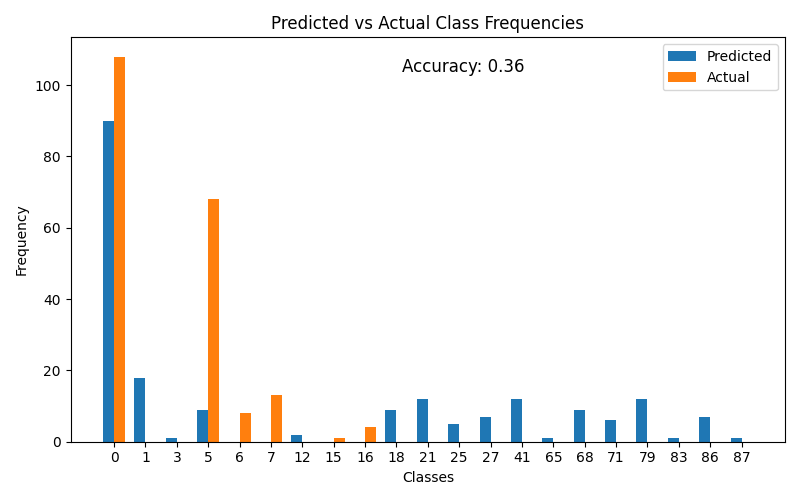 Predicted vs Actual Class Frequencies
Accuracy: 0.36
Predicted
Actual
Frequency
100
80
60
40
20
0
0 1 3 5 6 7 12 15 16 18 21 25 27 41 65 68 71 79 83 86 87
Classes